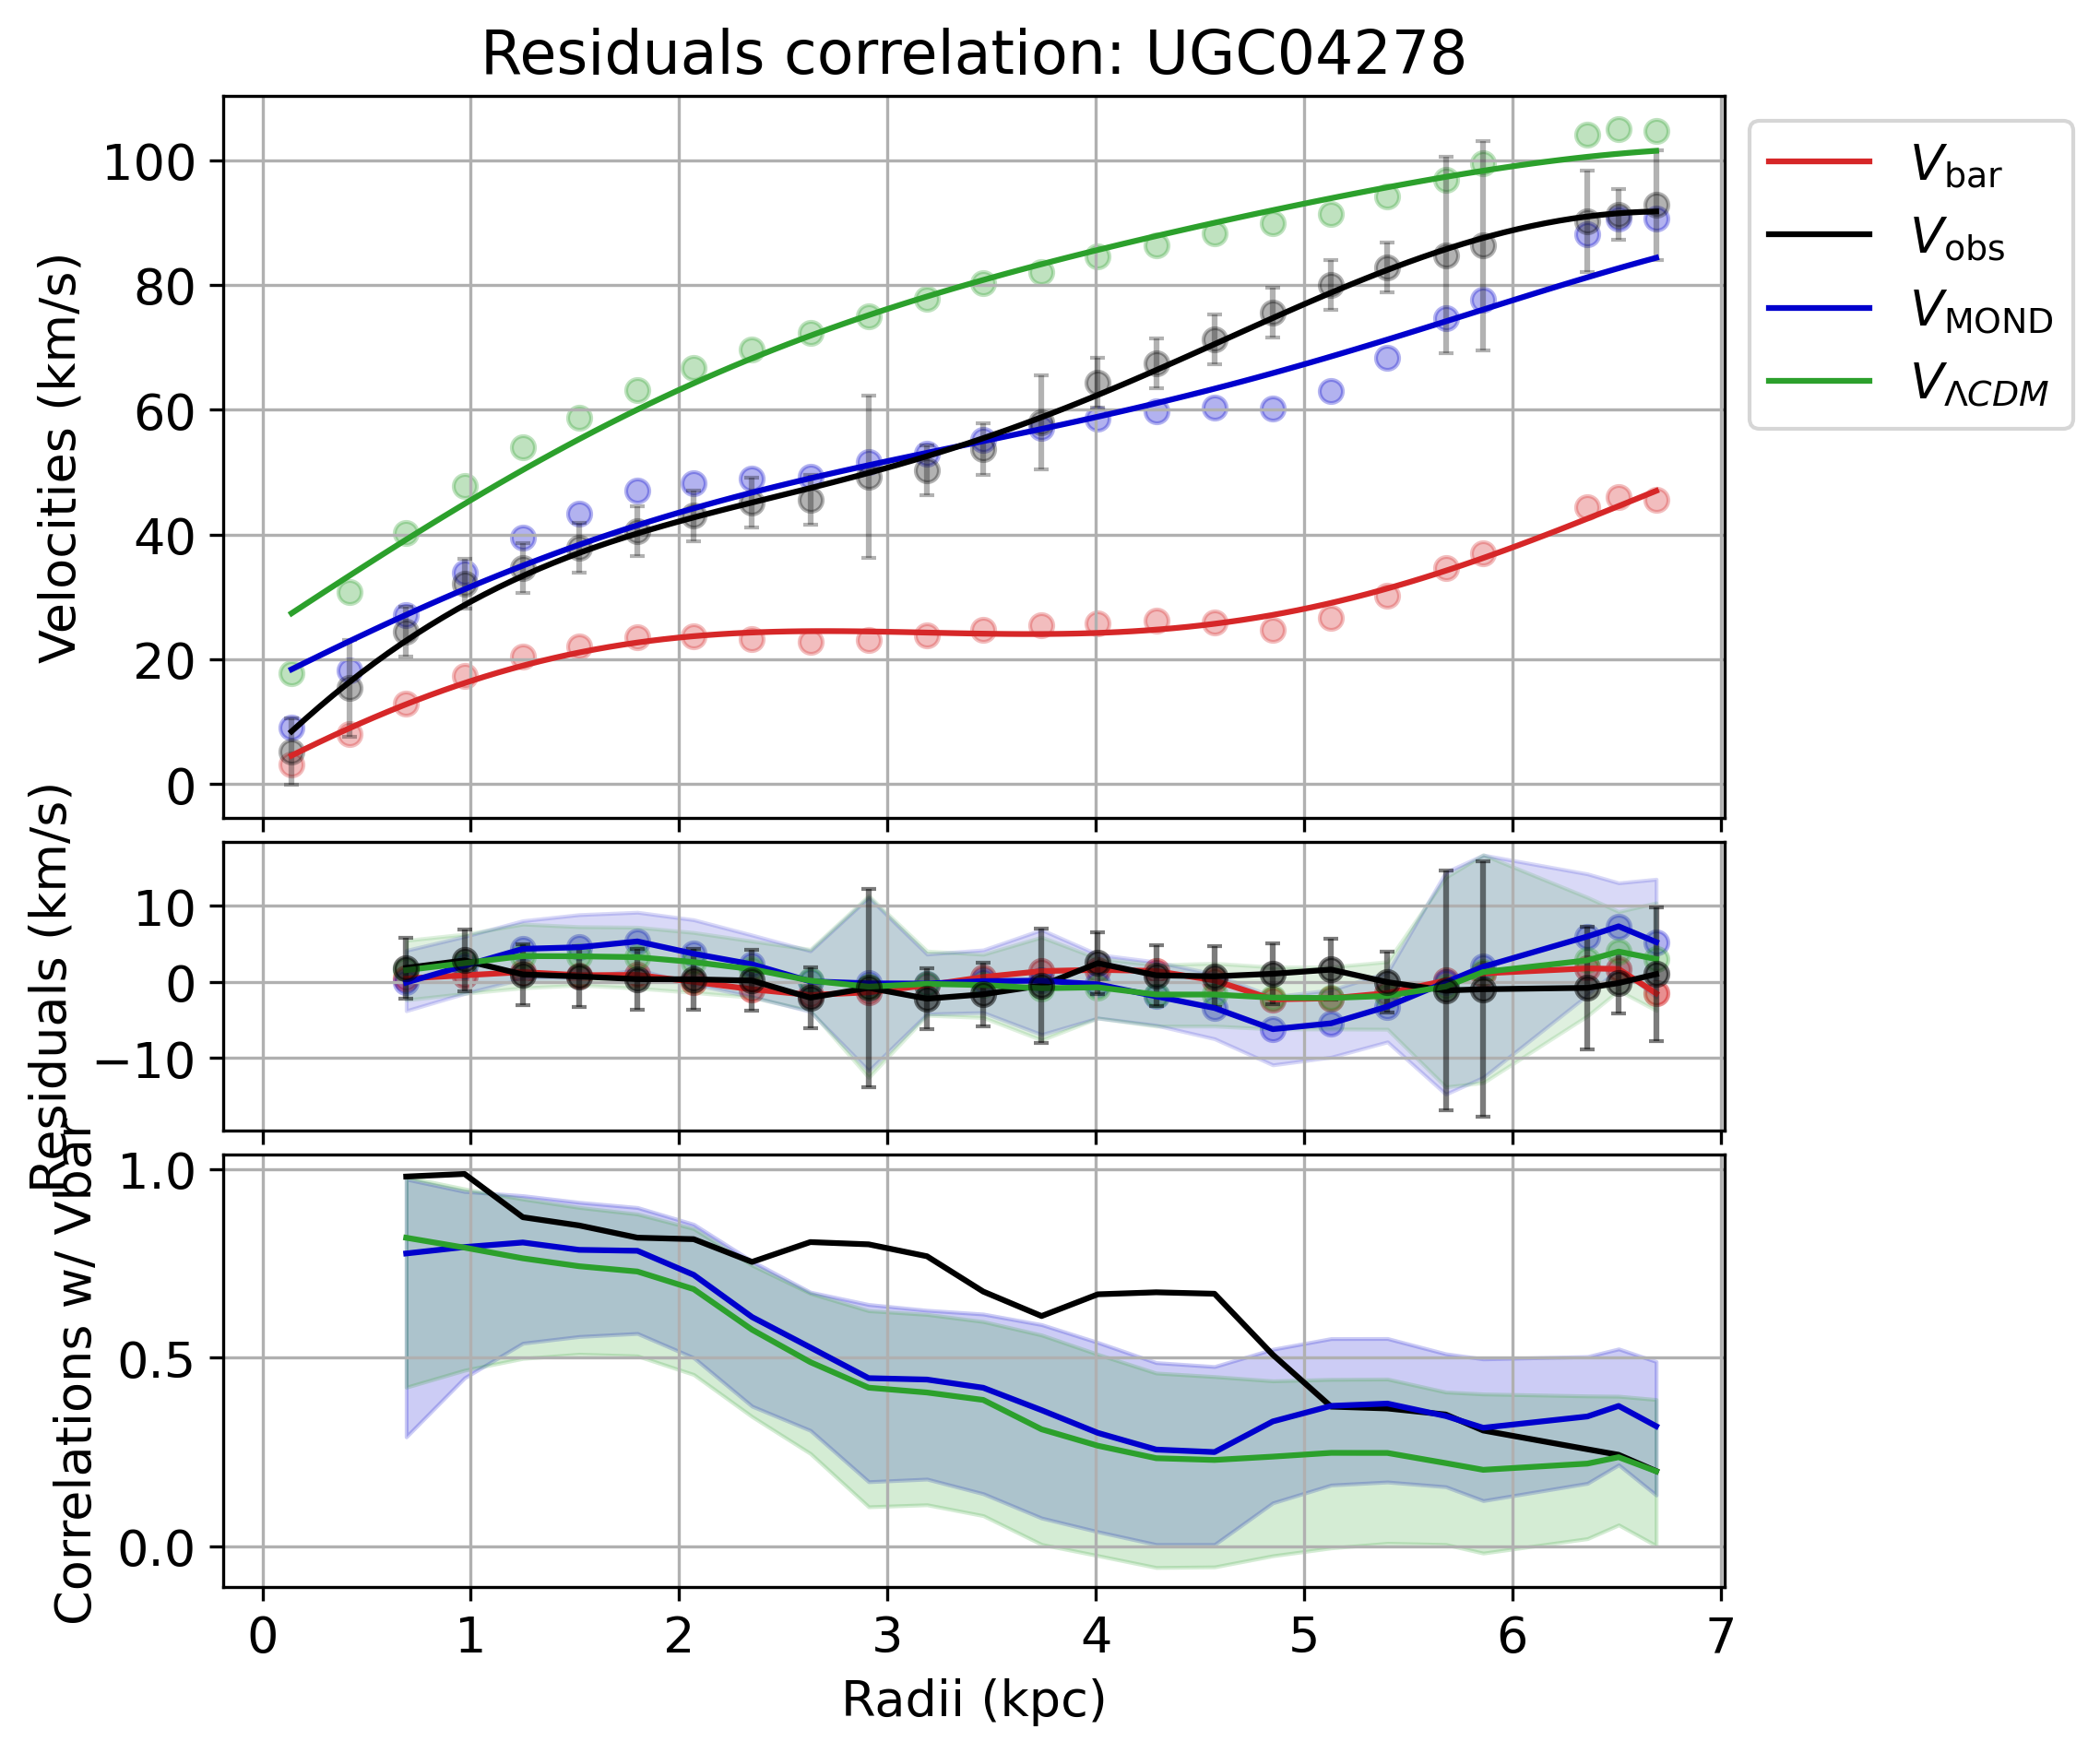 Residuals correlation: UGC04278
Velocities (km/s)
100
80
60
40
20
0
V_bar
V_obs
V_MOND
V_ΛCDM
Residuals (km/s)
10
0
−10
Correlations w/ Vbar
1.0
0.5
0.0
0 1 2 3 4 5 6 7
Radii (kpc)